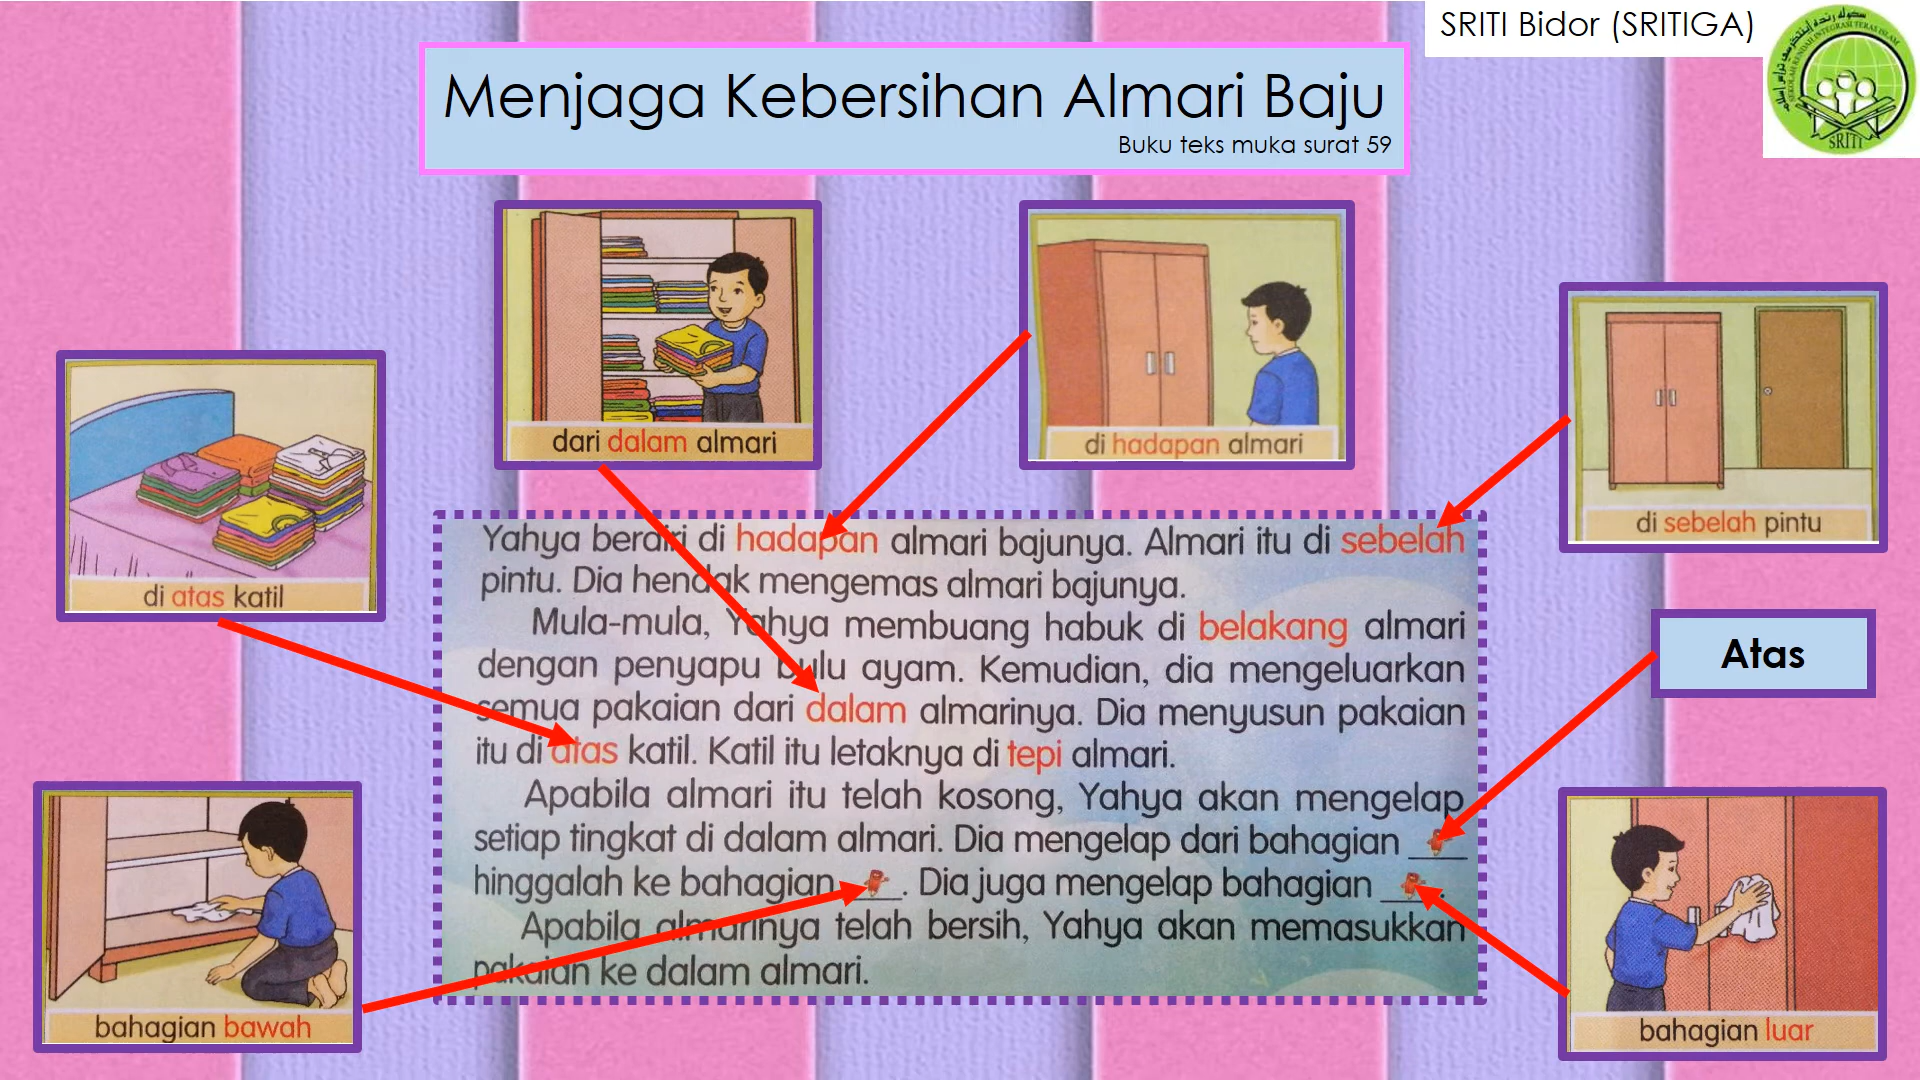 SRITI Bidor (SRITIGA)
SRITI
Menjaga Kebersihan Almari Baju
Buku teks muka surat 59
dari dalam almari
di hadapan almari
di sebelah pintu
di atas katil
Yahya berdiri di hadapan almari bajunya. Almari itu di sebelah
pintu. Dia hendak mengemas almari bajunya.
Mula-mula, Yahya membuang habuk di belakang almari
dengan penyapu bulu ayam. Kemudian, dia mengeluarkan
semua pakaian dari dalam almarinya. Dia menyusun pakaian
itu di atas katil. Katil itu letaknya di tepi almari.
Apabila almari itu telah kosong, Yahya akan mengelap
setiap tingkat di dalam almari. Dia mengelap dari bahagian ___
hinggalah ke bahagian ___. Dia juga mengelap bahagian ___.
Apabila almarinya telah bersih, Yahya akan memasukkan
pakaian ke dalam almari.
Atas
bahagian bawah
bahagian luar